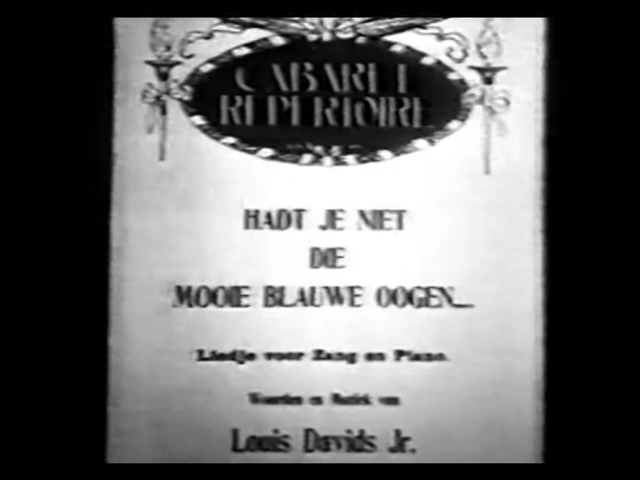 CABARET
REPERTOIRE
HADT JE NIET
DIE
MOOIE BLAUWE OOGEN....
Liedje voor Zang en Piano.
Woorden en Muziek van
Louis Davids Jr.